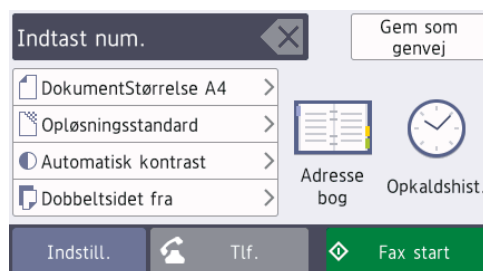 Indtast num.
Gem som
genvej
DokumentStørrelse A4
Opløsningsstandard
Automatisk kontrast
Dobbeltsidet fra
Adresse
bog
Opkaldshist.
Indstill.
Tlf.
Fax start